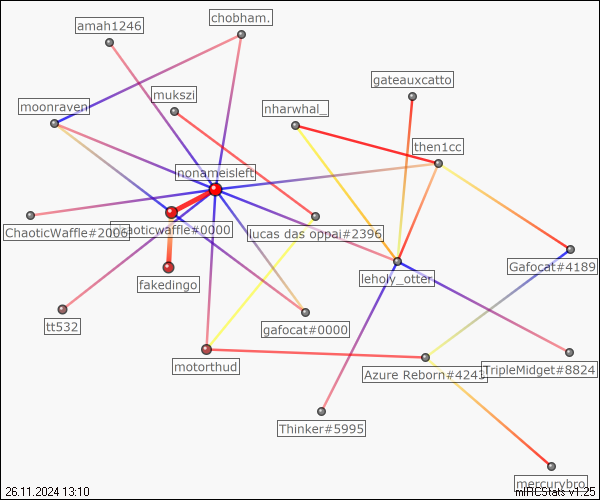 amah1246
chobham.
gateauxcatto
mukszi
moonraven
nharwhal_
then1cc
nonameisleft
ChaoticWaffle#2006
chaoticwaffle#0000
lucas das oppai#2396
Gafocat#4189
fakedingo
leholy_otter
tt532
gafocat#0000
motorthud
Azure Reborn#4243
TripleMidget#8824
Thinker#5995
mercurybro
26.11.2024 13:10
mIRCStats v1.25